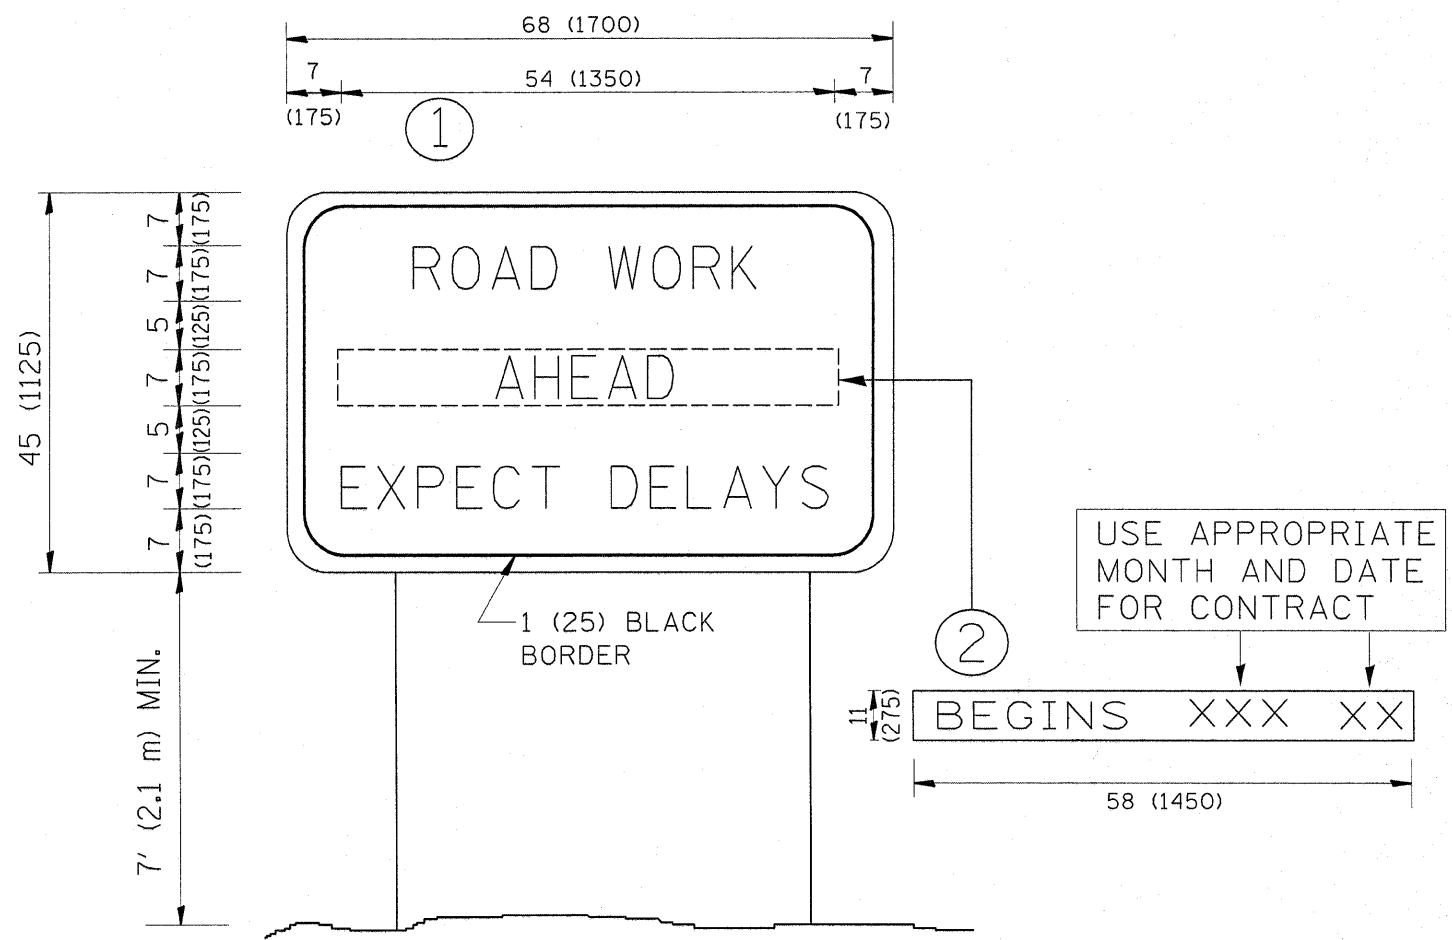 68 (1700)
7
54 (1350)
7
(175)
(175)
1
45 (1125)
7 (175)
7 (175)
5 (125)
7 (175)
5 (125)
7 (175)
7 (175)
ROAD WORK
AHEAD
EXPECT DELAYS
1 (25) BLACK
BORDER
7' (2.1 m) MIN.
2
USE APPROPRIATE
MONTH AND DATE
FOR CONTRACT
11
(275)
BEGINS XXX XX
58 (1450)